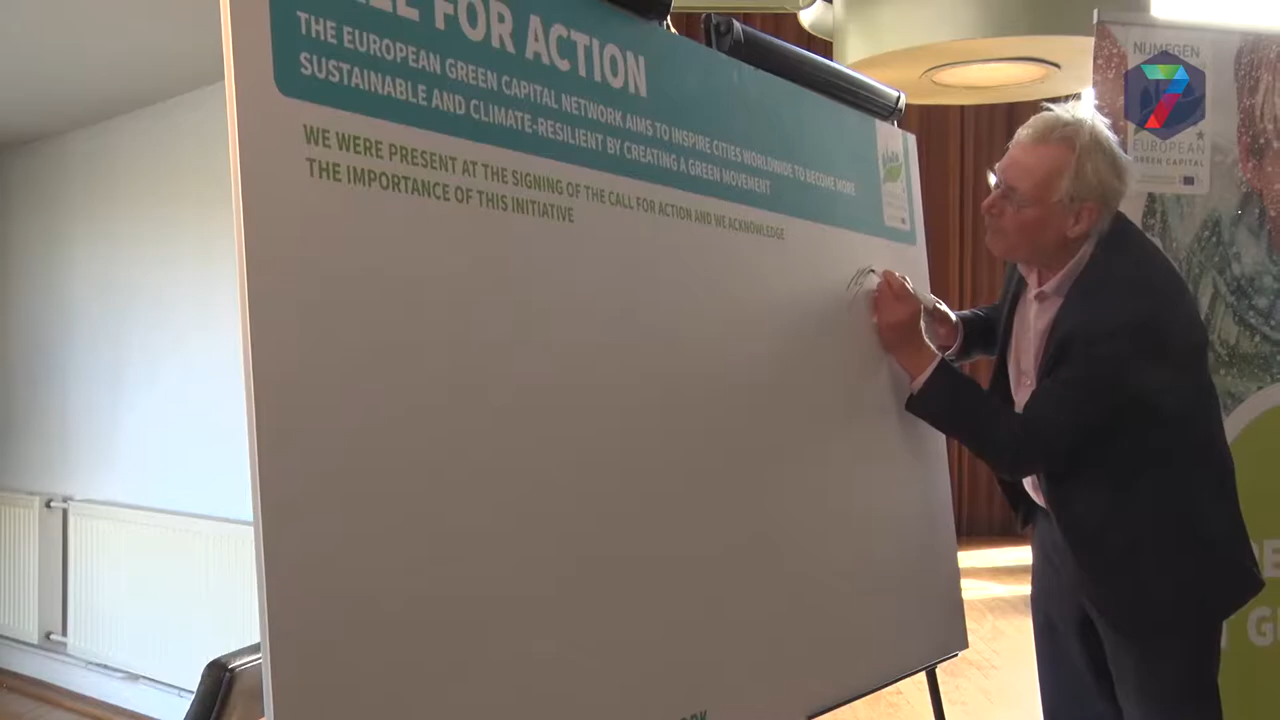 FOR ACTION
THE EUROPEAN GREEN CAPITAL NETWORK AIMS TO INSPIRE CITIES WORLDWIDE TO BECOME MORE
SUSTAINABLE AND CLIMATE-RESILIENT BY CREATING A GREEN MOVEMENT
WE WERE PRESENT AT THE SIGNING OF THE CALL FOR ACTION AND WE ACKNOWLEDGE
THE IMPORTANCE OF THIS INITIATIVE
NIJMEGEN
7
EUROPEAN
GREEN CAPITAL